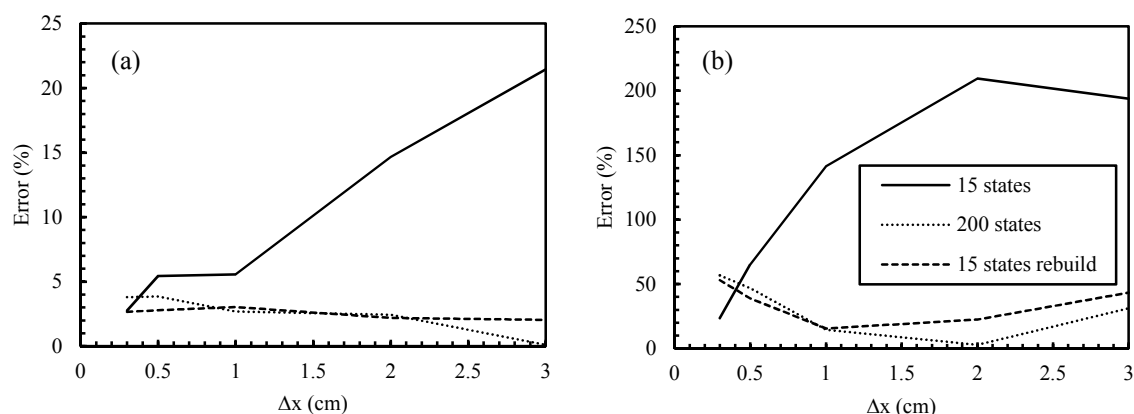 (a)
Error (%)
25
20
15
10
5
0
0 0.5 1 1.5 2 2.5 3
Δx (cm)
(b)
Error (%)
250
200
150
100
50
0
15 states
200 states
15 states rebuild
0 0.5 1 1.5 2 2.5 3
Δx (cm)